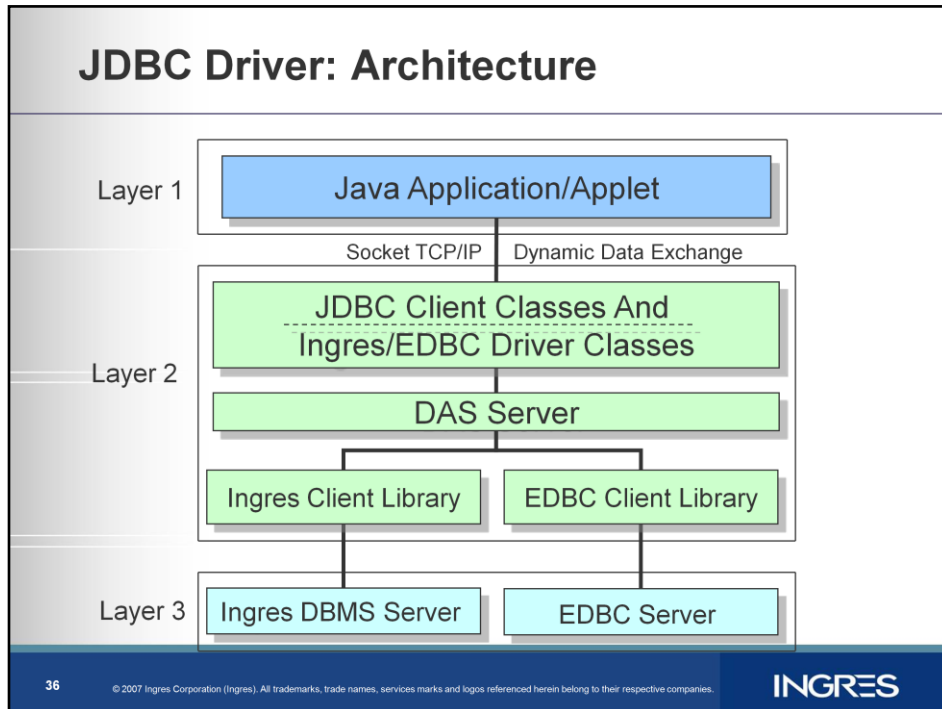 JDBC Driver: Architecture
Layer 1
Java Application/Applet
Socket TCP/IP
Dynamic Data Exchange
JDBC Client Classes And
Ingres/EDBC Driver Classes
Layer 2
DAS Server
Ingres Client Library
EDBC Client Library
Layer 3
Ingres DBMS Server
EDBC Server
36
© 2007 Ingres Corporation (Ingres). All trademarks, trade names, services marks and logos referenced herein belong to their respective companies.
INGRES